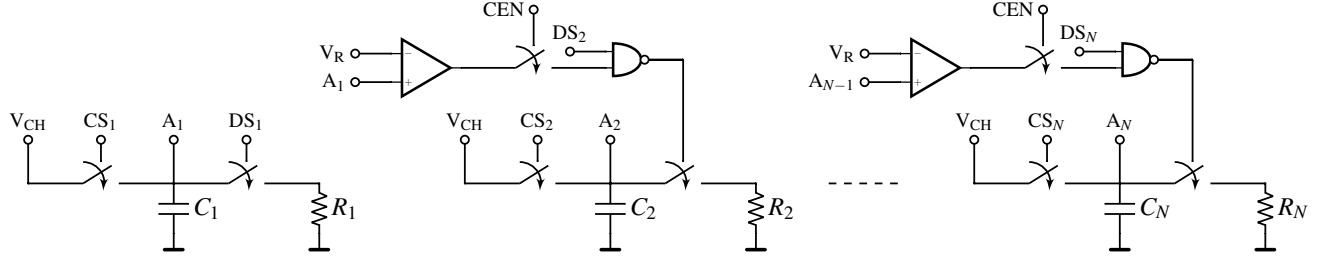 CEN
CEN
DS2
DSN
VR
VR
A1
AN−1
−
+
−
+
VCH
CS1
A1
DS1
VCH
CS2
A2
VCH
CSN
AN
C1
R1
C2
R2
CN
RN